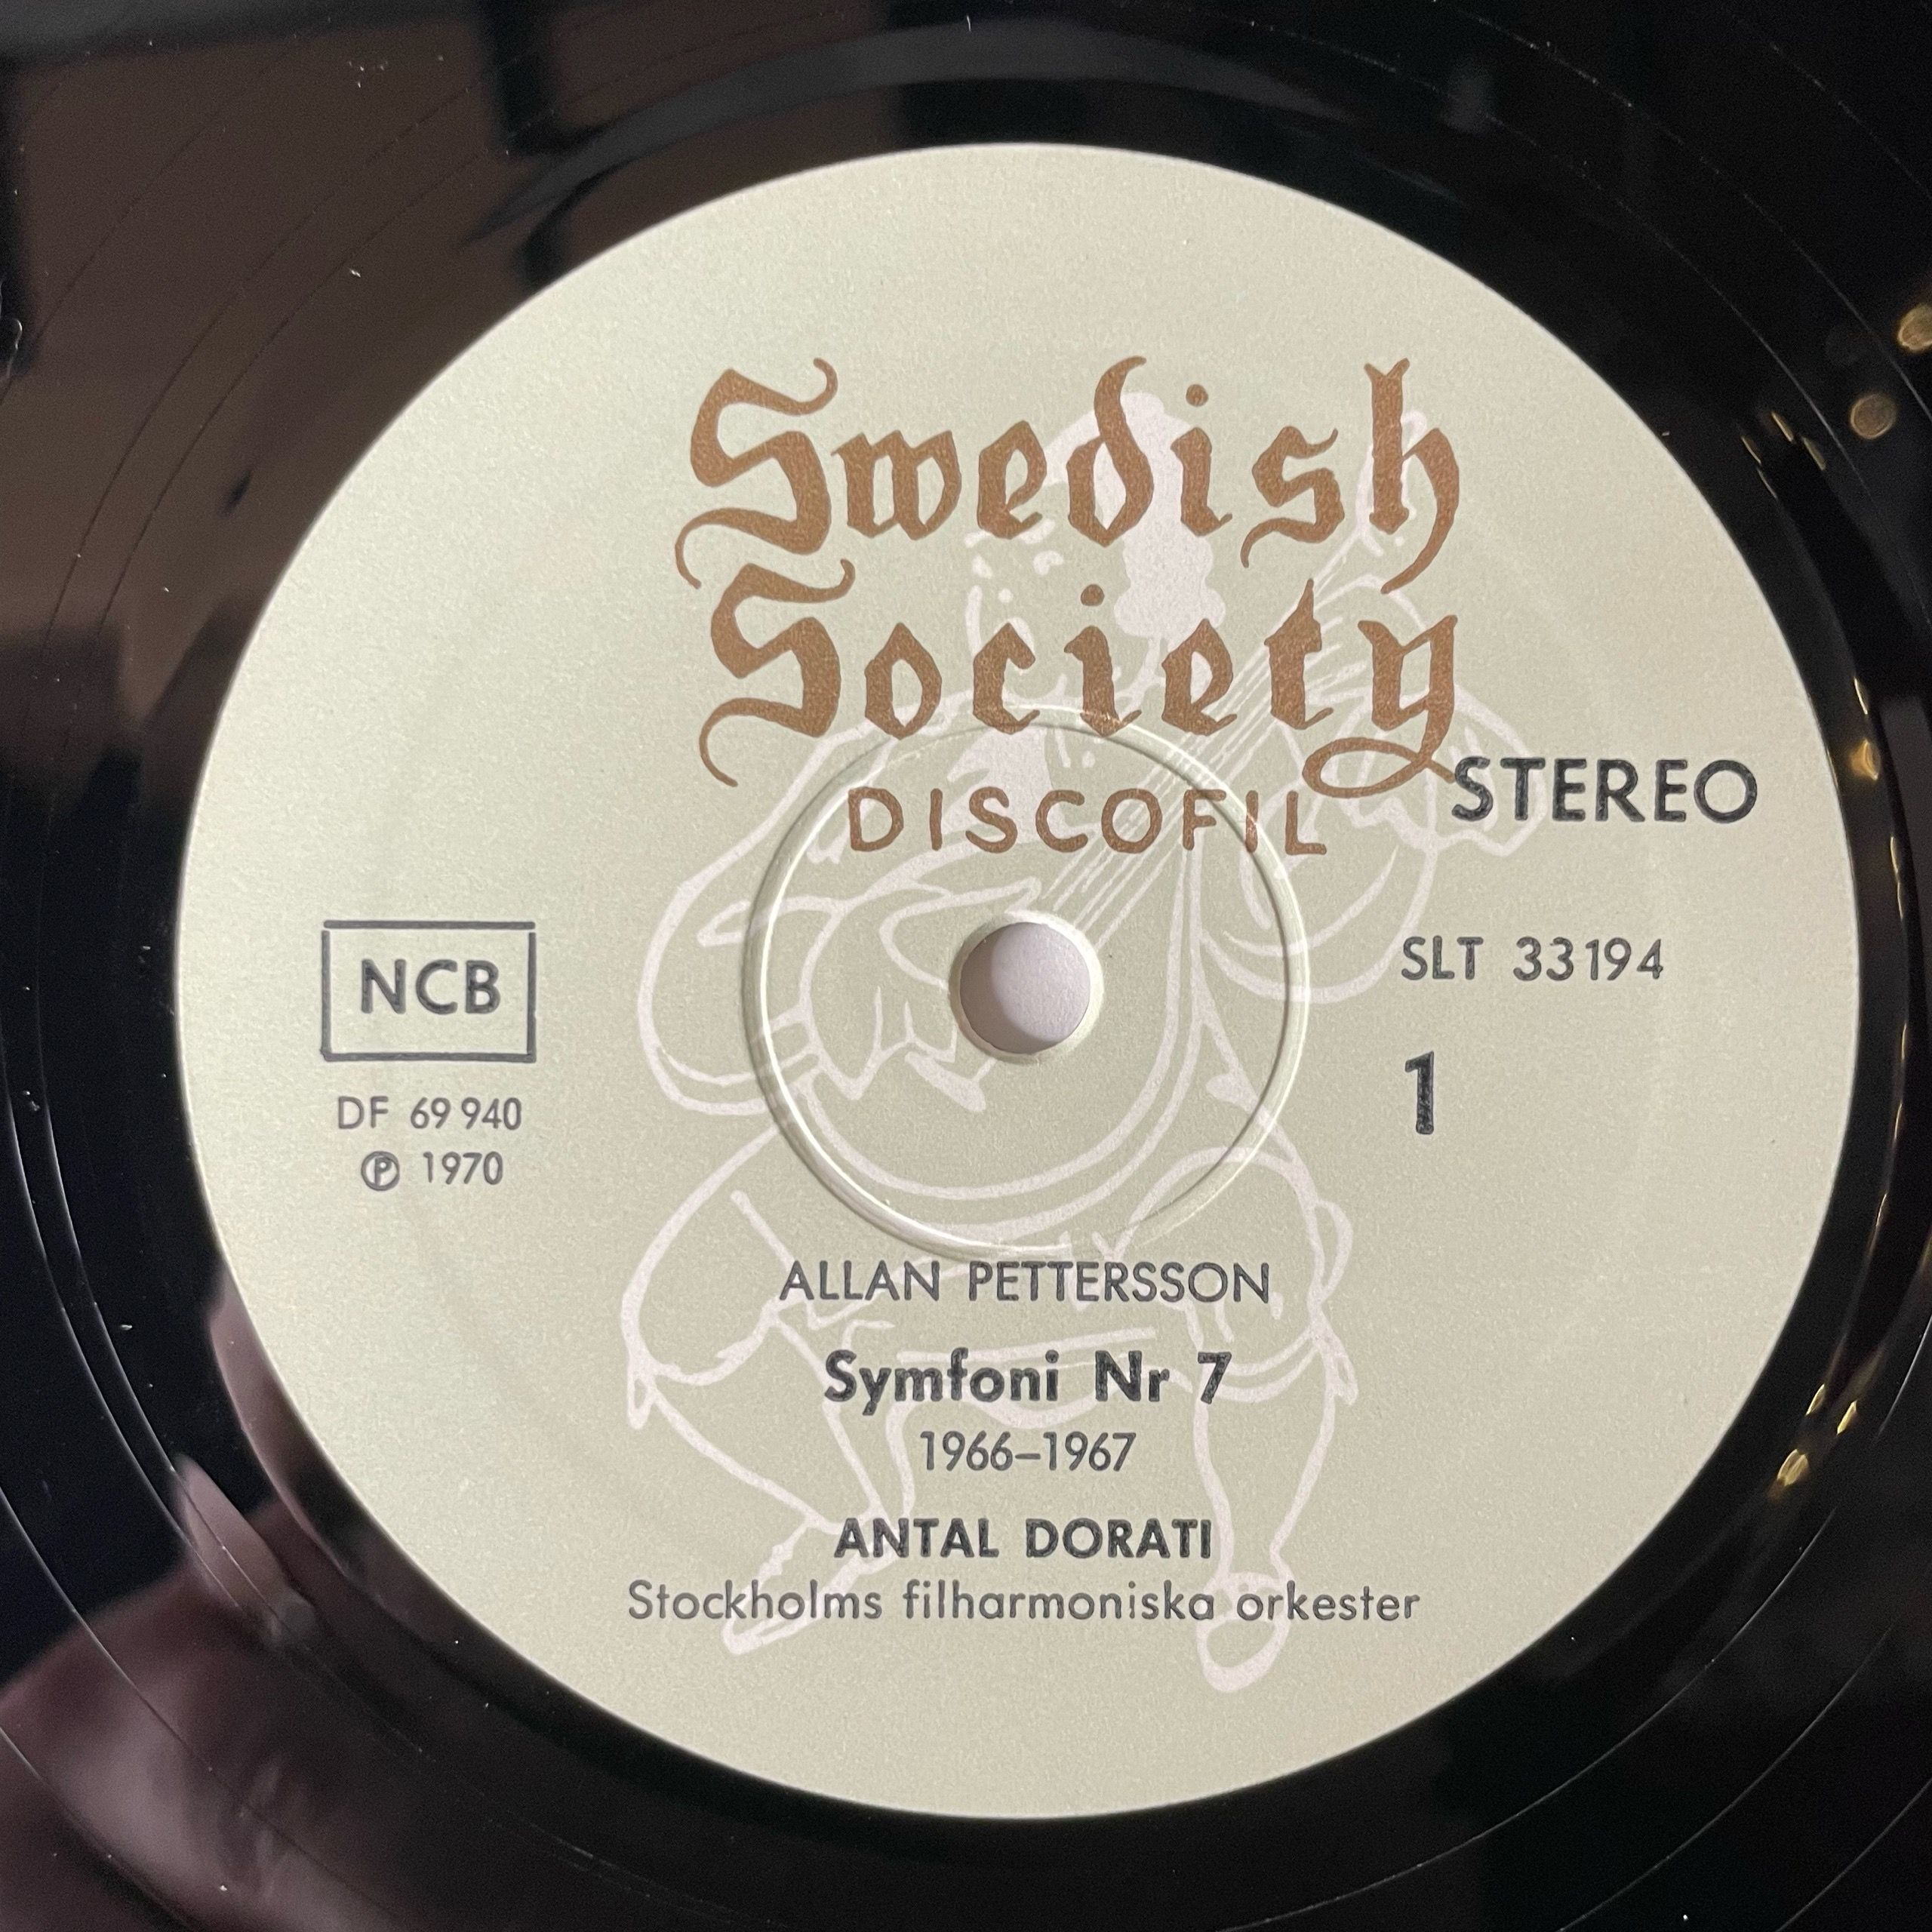 Swedish
Society
DISCOFIL
STEREO
NCB
DF 69 940
℗ 1970
SLT 33194
1
ALLAN PETTERSSON
Symfoni Nr 7
1966–1967
ANTAL DORATI
Stockholms filharmoniska orkester